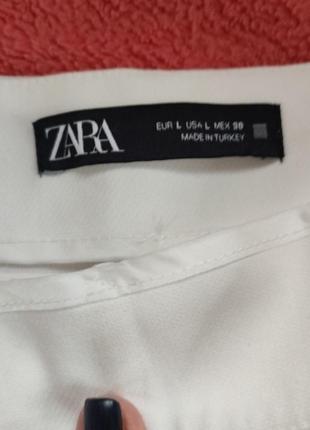 ZARA
EUR L USA L MEX 30
MADE IN TURKEY